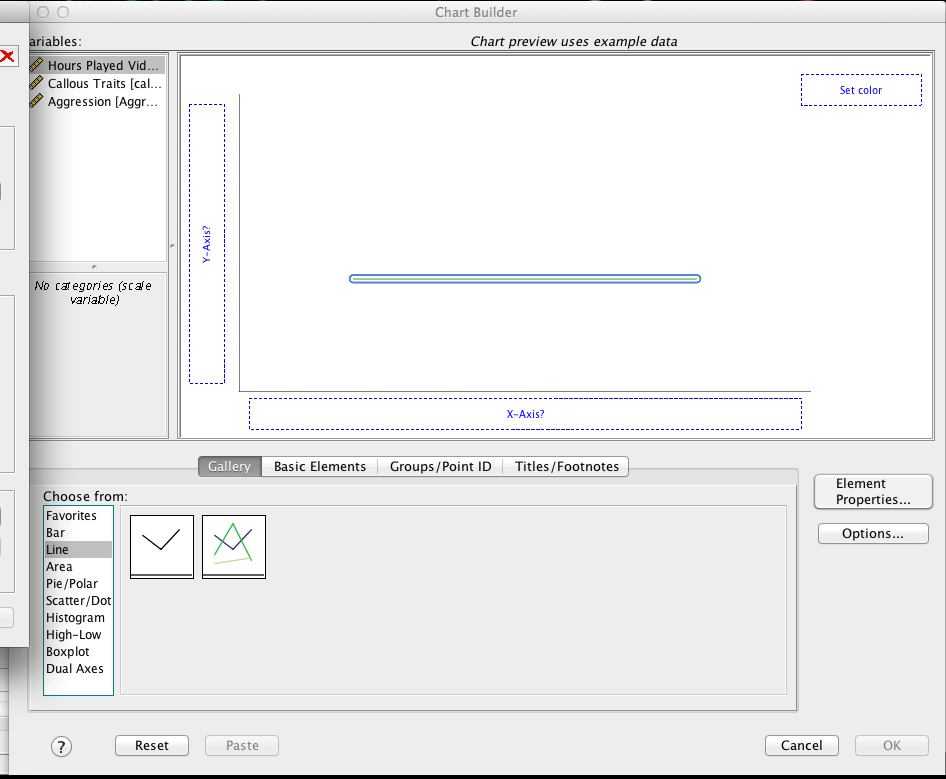 Chart Builder
ariables:
Chart preview uses example data
Hours Played Vid...
Callous Traits [cal...
Aggression [Aggr...
Set color
Y-Axis?
No categories (scale
variable)
X-Axis?
Gallery
Basic Elements
Groups/Point ID
Titles/Footnotes
Element
Properties...
Options...
Choose from:
Favorites
Bar
Line
Area
Pie/Polar
Scatter/Dot
Histogram
High-Low
Boxplot
Dual Axes
?
Reset
Paste
Cancel
OK